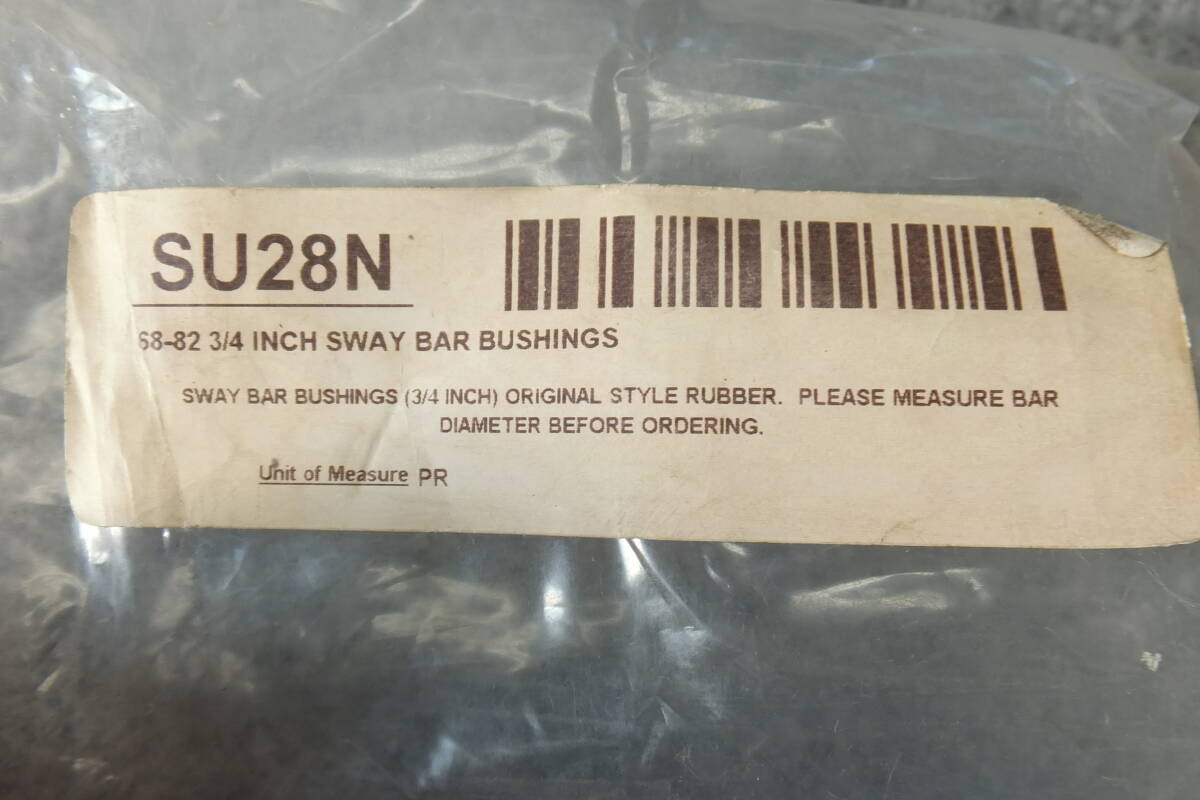 SU28N
68-82 3/4 INCH SWAY BAR BUSHINGS
SWAY BAR BUSHINGS (3/4 INCH) ORIGINAL STYLE RUBBER. PLEASE MEASURE BAR
DIAMETER BEFORE ORDERING.
Unit of Measure PR